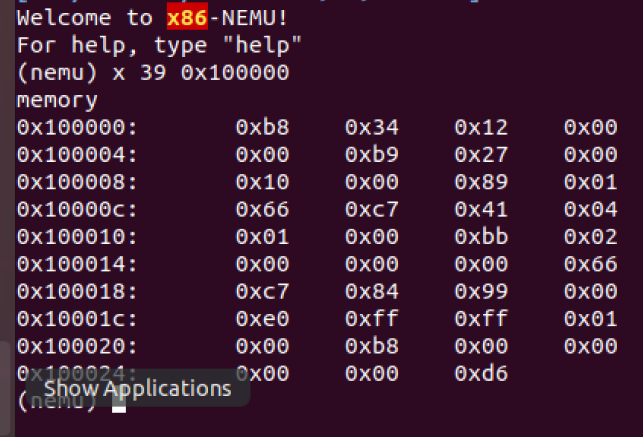 Welcome to x86-NEMU!
For help, type "help"
(nemu) x 39 0x100000
memory
0x100000: 0xb8 0x34 0x12 0x00
0x100004: 0x00 0xb9 0x27 0x00
0x100008: 0x10 0x00 0x89 0x01
0x10000c: 0x66 0xc7 0x41 0x04
0x100010: 0x01 0x00 0xbb 0x02
0x100014: 0x00 0x00 0x00 0x66
0x100018: 0xc7 0x84 0x99 0x00
0x10001c: 0xe0 0xff 0xff 0x01
0x100020: 0x00 0xb8 0x00 0x00
0x100024: 0x00 0x00 0xd6
Show Applications
(nemu)